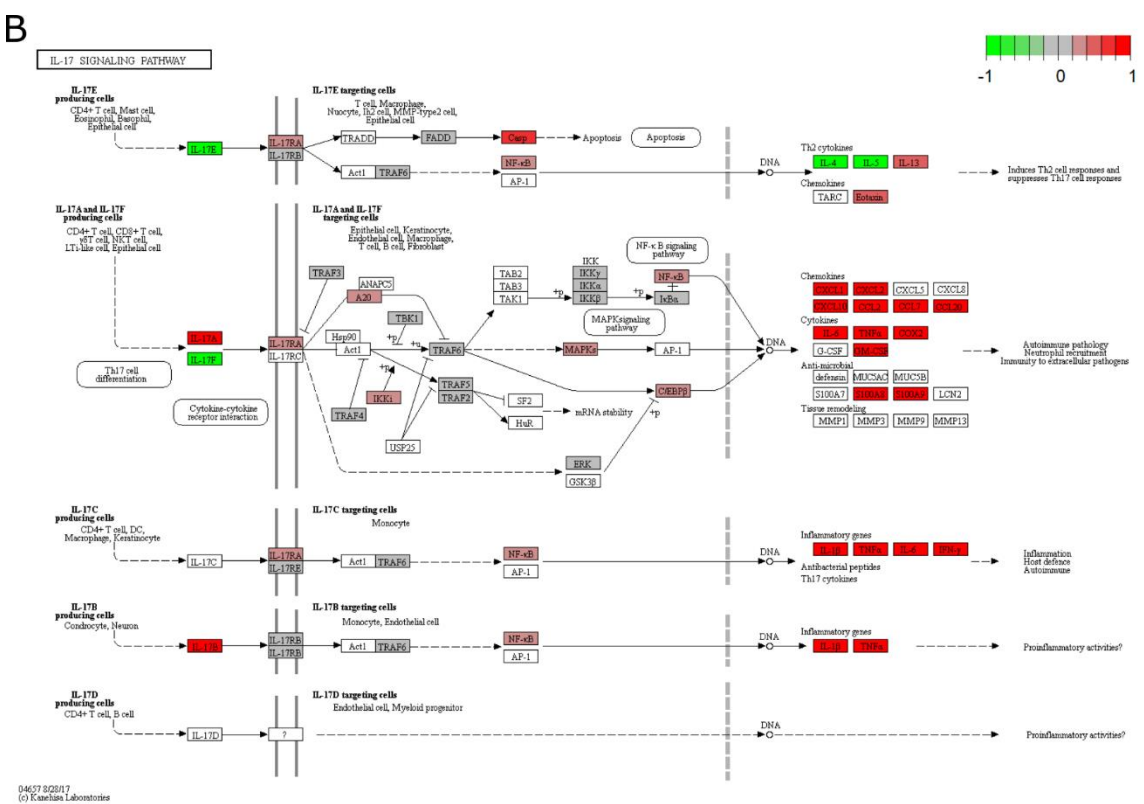 B
IL-17 SIGNALING PATHWAY
-1 0 1
IL-17E
producing cells
CD4+ T cell, Mast cell,
Eosinophil, Basophil,
Epithelial cell
IL-17E
IL-17RA
IL-17RB
IL-17E targeting cells
T cell, Macrophage,
Nuocyte, Ih2 cell, MMP-type2 cell,
Epithelial cell
TRADD
FADD
Casp
Apoptosis
Apoptosis
Act1
TRAF6
NF-κB
AP-1
DNA
Th2 cytokines
IL-4
IL-5
IL-13
Chemokines
TARC
Eotaxin
Induces Th2 cell responses and
suppresses Th17 cell responses
IL-17A and IL-17F
producing cells
CD4+ T cell, CD8+ T cell,
γδT cell, NKT cell,
LTi-like cell, Epithelial cell
IL-17A
IL-17F
Th17 cell
differentiation
Cytokine-cytokine
receptor interaction
IL-17RA
IL-17RC
IL-17A and IL-17F
targeting cells
Epithelial cell, Keratinocyte,
Endothelial cell, Macrophage,
T cell, B cell, Fibroblast
TRAF3
ANAPC5
A20
TBK1
Hsp90
Act1
+p
+u
+p
IKKi
TRAF4
TRAF6
TRAF5
TRAF2
USP25
SF2
HuR
mRNA stability
TAB2
TAB3
TAK1
+p
IKK
IKKγ
IKKα
IKKβ
+p
NF-κB signaling
pathway
NF-κB
IκBα
MAPK signaling
pathway
MAPKs
AP-1
C/EBPβ
+p
ERK
GSK3β
DNA
Chemokines
CXCL1
CXCL2
CXCL5
CXCL8
CXCL10
CCL2
CCL7
CCL20
Cytokines
IL-6
TNFα
COX2
G-CSF
GM-CSF
Anti-microbial
defensin
MUC5AC
MUC5B
S100A7
S100A8
S100A9
LCN2
Tissue remodeling
MMP1
MMP3
MMP9
MMP13
Autoimmune pathology
Neutrophil recruitment
Immunity to extracellular pathogens
IL-17C
producing cells
CD4+ T cell, DC,
Macrophage, Keratinocyte
IL-17C
IL-17RA
IL-17RE
IL-17C targeting cells
Monocyte
Act1
TRAF6
NF-κB
AP-1
DNA
Inflammatory genes
IL-1β
TNFα
IL-6
IFN-γ
Antibacterial peptides
Th17 cytokines
Inflammation
Host defence
Autoimmune
IL-17B
producing cells
Condrocyte, Neuron
IL-17B
IL-17RB
IL-17RB
IL-17B targeting cells
Monocyte, Endothelial cell
Act1
TRAF6
NF-κB
AP-1
DNA
Inflammatory genes
IL-1β
TNFα
Proinflammatory activities?
IL-17D
producing cells
CD4+ T cell, B cell
IL-17D
?
IL-17D targeting cells
Endothelial cell, Myeloid progenitor
DNA
Proinflammatory activities?
04657 8/28/17
(c) Kanehisa Laboratories